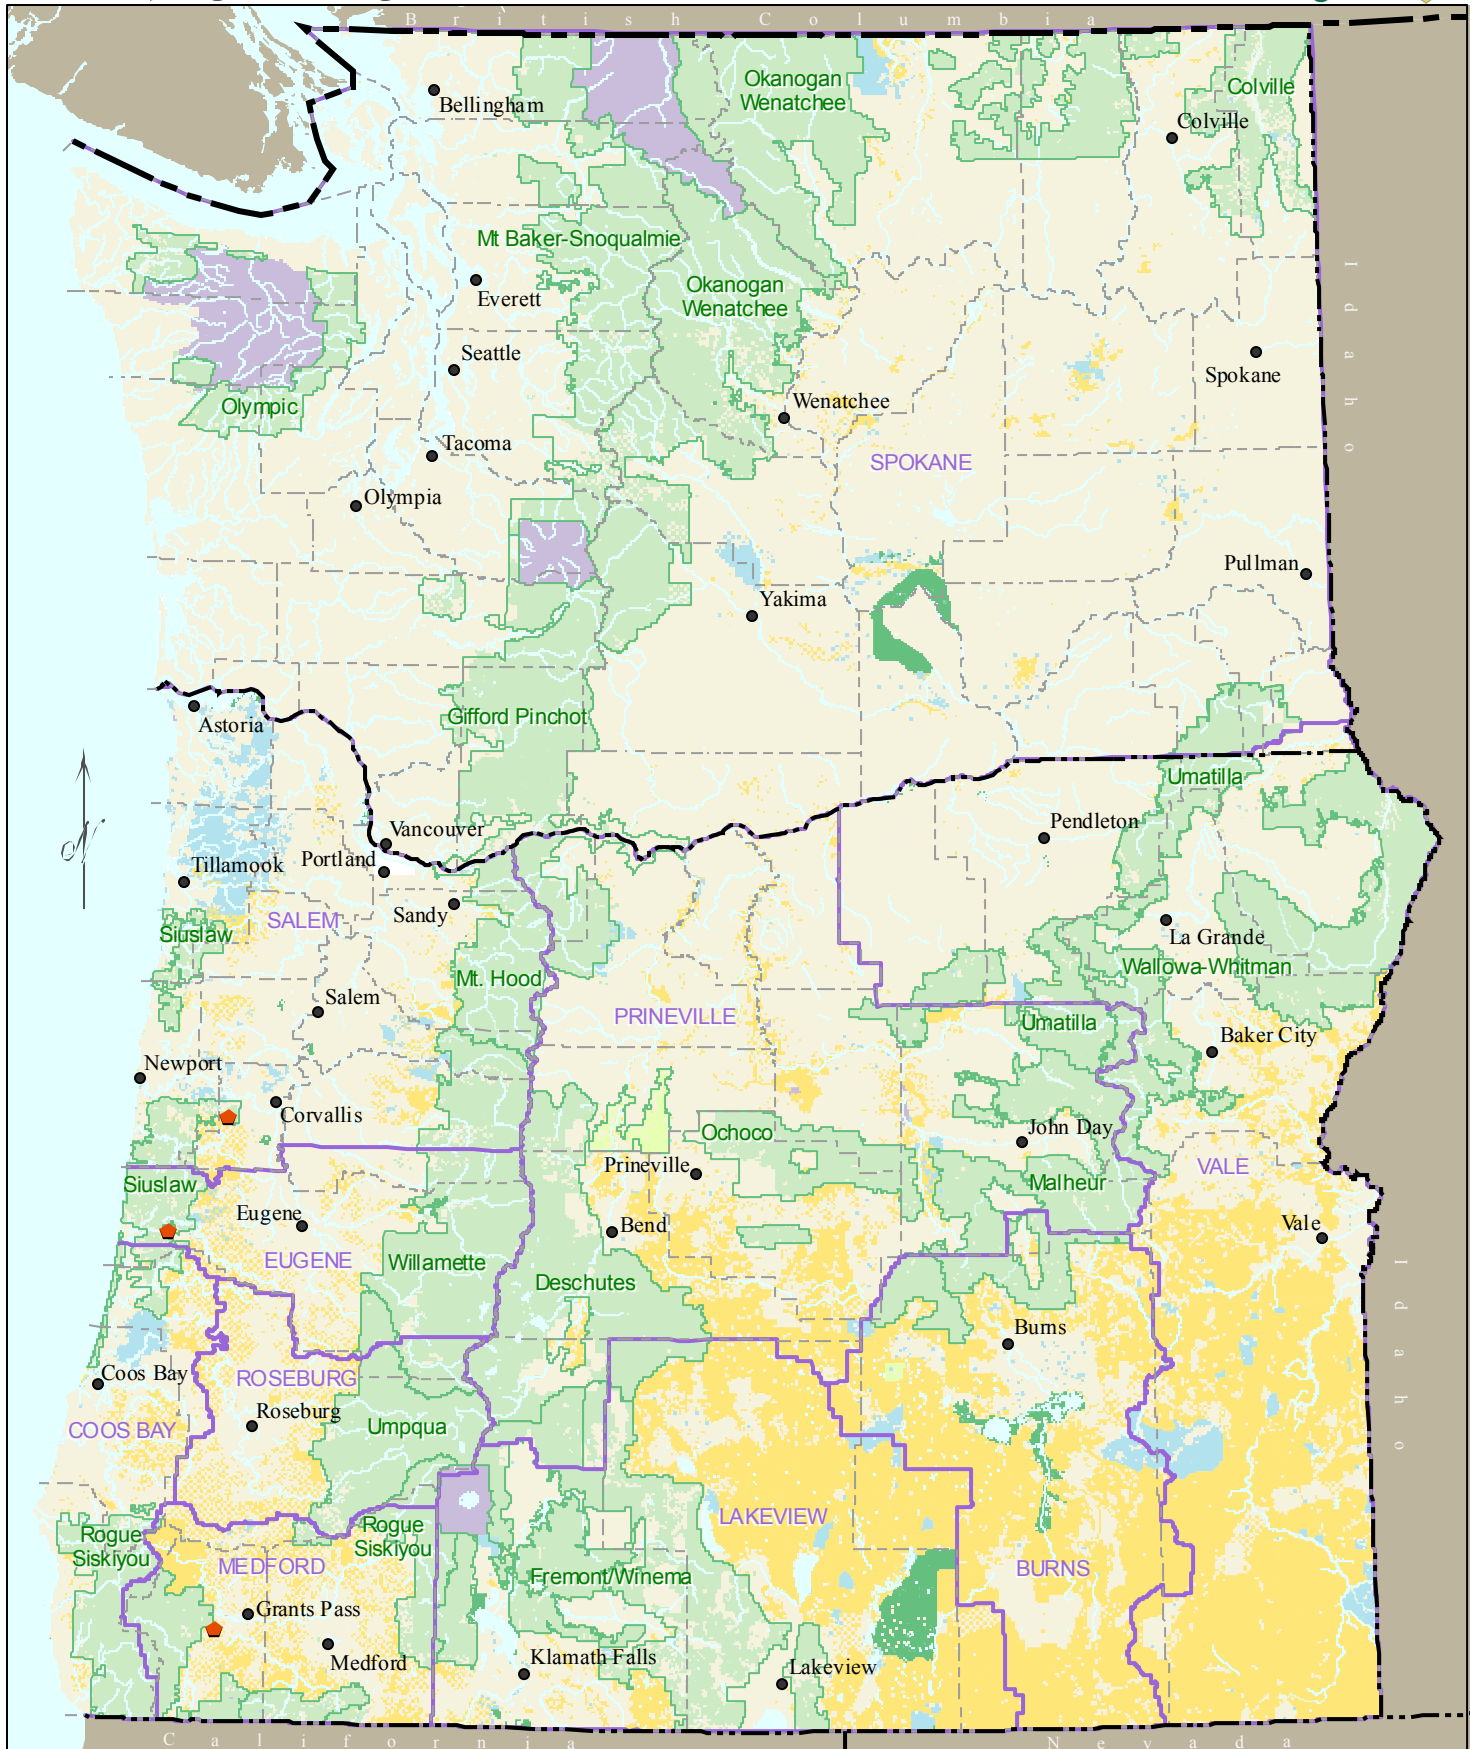 British Columbia
Bellingham
Okanogan
Wenatchee
Colville
Colville
Mt Baker-Snoqualmie
Everett
Okanogan
Wenatchee
Idaho
Seattle
Spokane
Olympic
Wenatchee
Tacoma
SPOKANE
Olympia
Pullman
Yakima
Astoria
Gifford Pinchot
Umatilla
Vancouver
Pendleton
Portland
Tillamook
Sandy
SALEM
Siuslaw
La Grande
Wallowa-Whitman
Mt. Hood
Salem
PRINEVILLE
Umatilla
Baker City
Newport
Corvallis
John Day
Ochoco
Prineville
VALE
Siuslaw
Malheur
Eugene
Bend
Vale
EUGENE
Willamette
Deschutes
Idaho
Burns
Coos Bay
ROSEBURG
Roseburg
COOS BAY
Umpqua
LAKEVIEW
Rogue
Siskiyou
Rogue
Siskiyou
MEDFORD
BURNS
Fremont/Winema
Grants Pass
Medford
Klamath Falls
Lakeview
California
Nevada